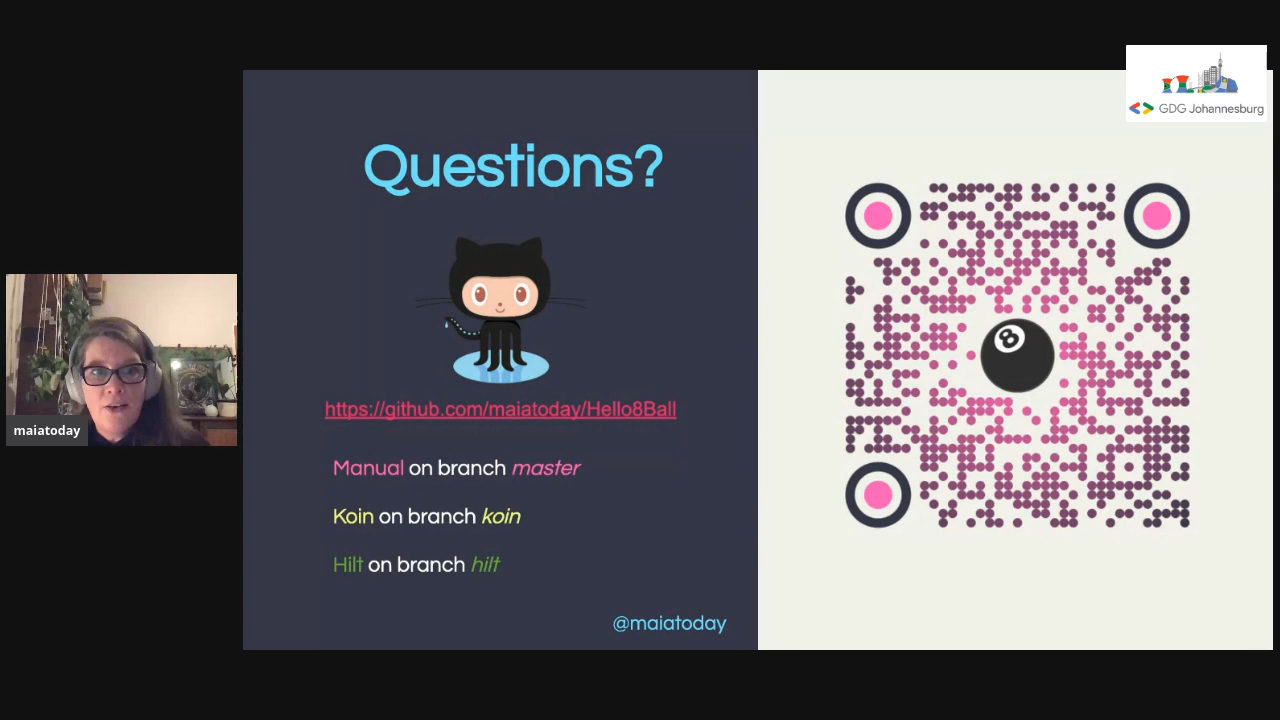 GDG Johannesburg
Questions?
8
https://github.com/maiatoday/Hello8Ball
Manual on branch master
Koin on branch koin
Hilt on branch hilt
@maiatoday
maiatoday